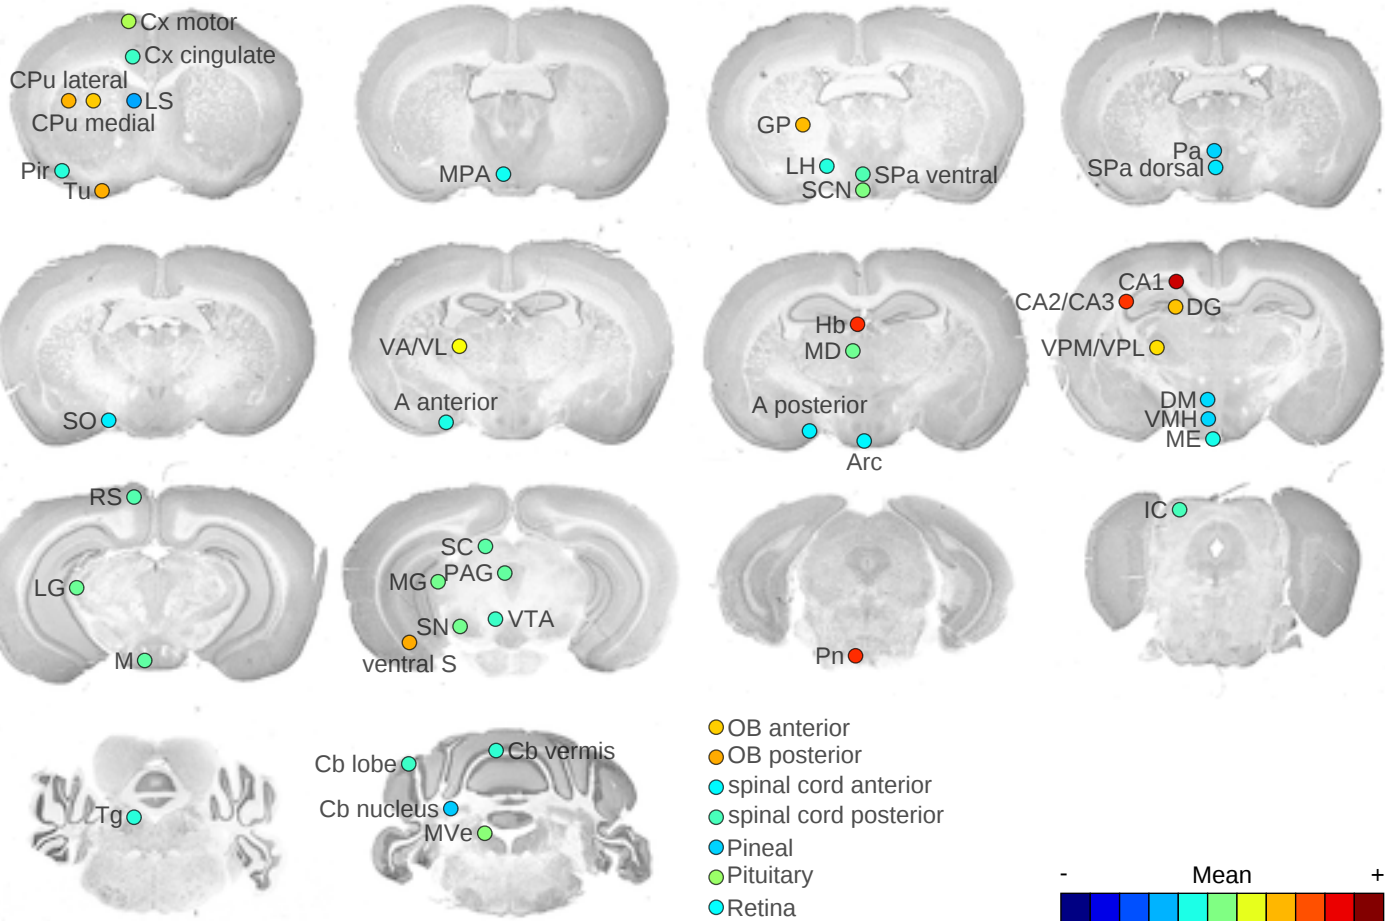 Cx motor
Cx cingulate
CPu lateral
LS
CPu medial
Pir
Tu
MPA
GP
LH
SPa ventral
SCN
Pa
SPa dorsal
SO
VA/VL
A anterior
Hb
MD
A posterior
Arc
CA1
CA2/CA3
DG
VPM/VPL
DM
VMH
ME
RS
LG
M
SC
MG
PAG
SN
VTA
ventral S
Pn
IC
Tg
Cb lobe
Cb vermis
Cb nucleus
MVe
OB anterior
OB posterior
spinal cord anterior
spinal cord posterior
Pineal
Pituitary
Retina
- Mean +